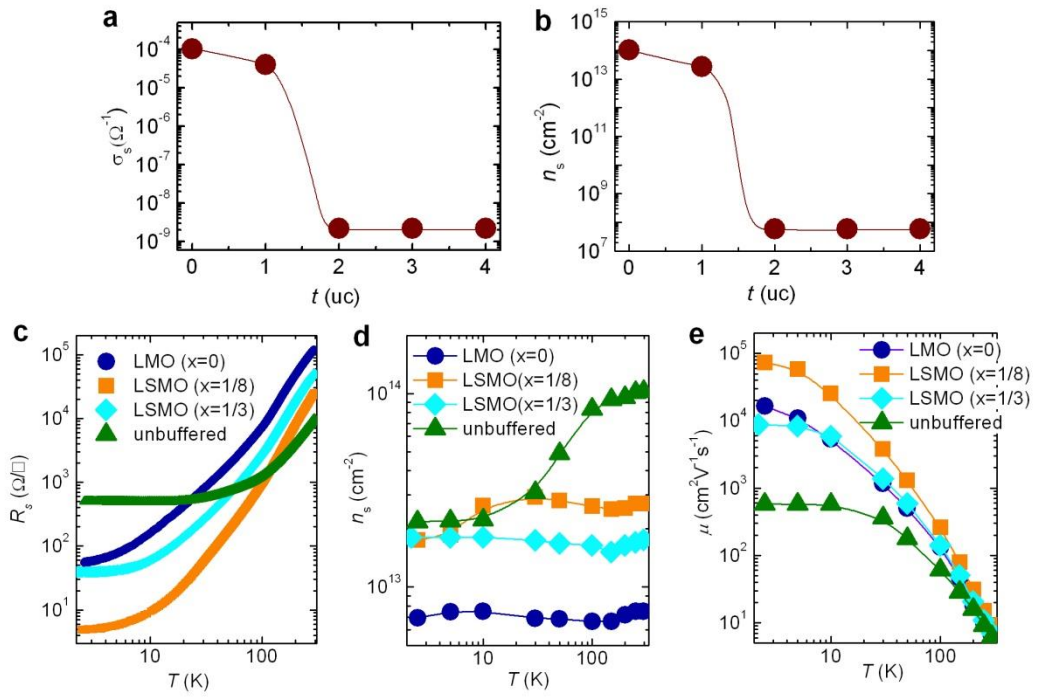 a
10⁻⁴
10⁻⁵
10⁻⁶
10⁻⁷
10⁻⁸
10⁻⁹
σₛ(Ω⁻¹)
0 1 2 3 4
t (uc)
b
10¹⁵
10¹³
10¹¹
10⁹
10⁷
nₛ (cm⁻²)
0 1 2 3 4
t (uc)
c
LMO (x=0)
LSMO (x=1/8)
LSMO (x=1/3)
unbuffered
10⁵
10⁴
10³
10²
10¹
Rₛ (Ω/□)
10 100
T (K)
d
LMO (x=0)
LSMO(x=1/8)
LSMO (x=1/3)
unbuffered
10¹⁴
10¹³
nₛ (cm⁻²)
10 100
T (K)
e
LMO (x=0)
LSMO (x=1/8)
LSMO (x=1/3)
unbuffered
10⁵
10⁴
10³
10²
10¹
μ (cm²V⁻¹s⁻¹)
10 100
T (K)